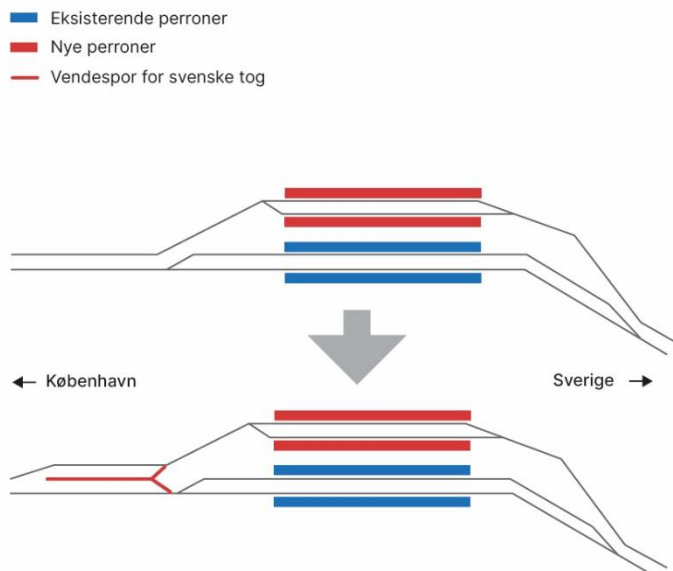 Eksisterende perroner
Nye perroner
Vendespor for svenske tog
København
Sverige